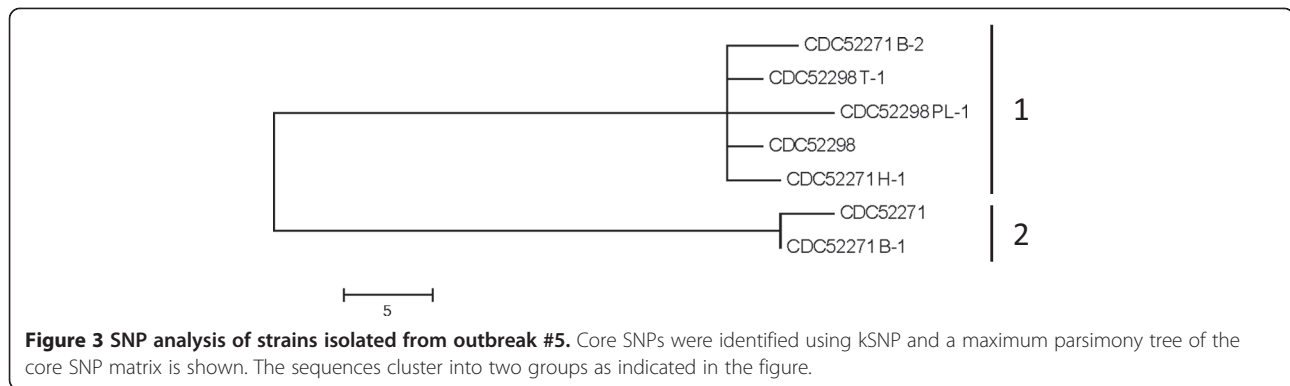 CDC52271 B-2
CDC52298 T-1
CDC52298 PL-1
1
CDC52298
CDC52271 H-1
CDC52271
2
CDC52271 B-1
5
Figure 3 SNP analysis of strains isolated from outbreak #5. Core SNPs were identified using kSNP and a maximum parsimony tree of the
core SNP matrix is shown. The sequences cluster into two groups as indicated in the figure.